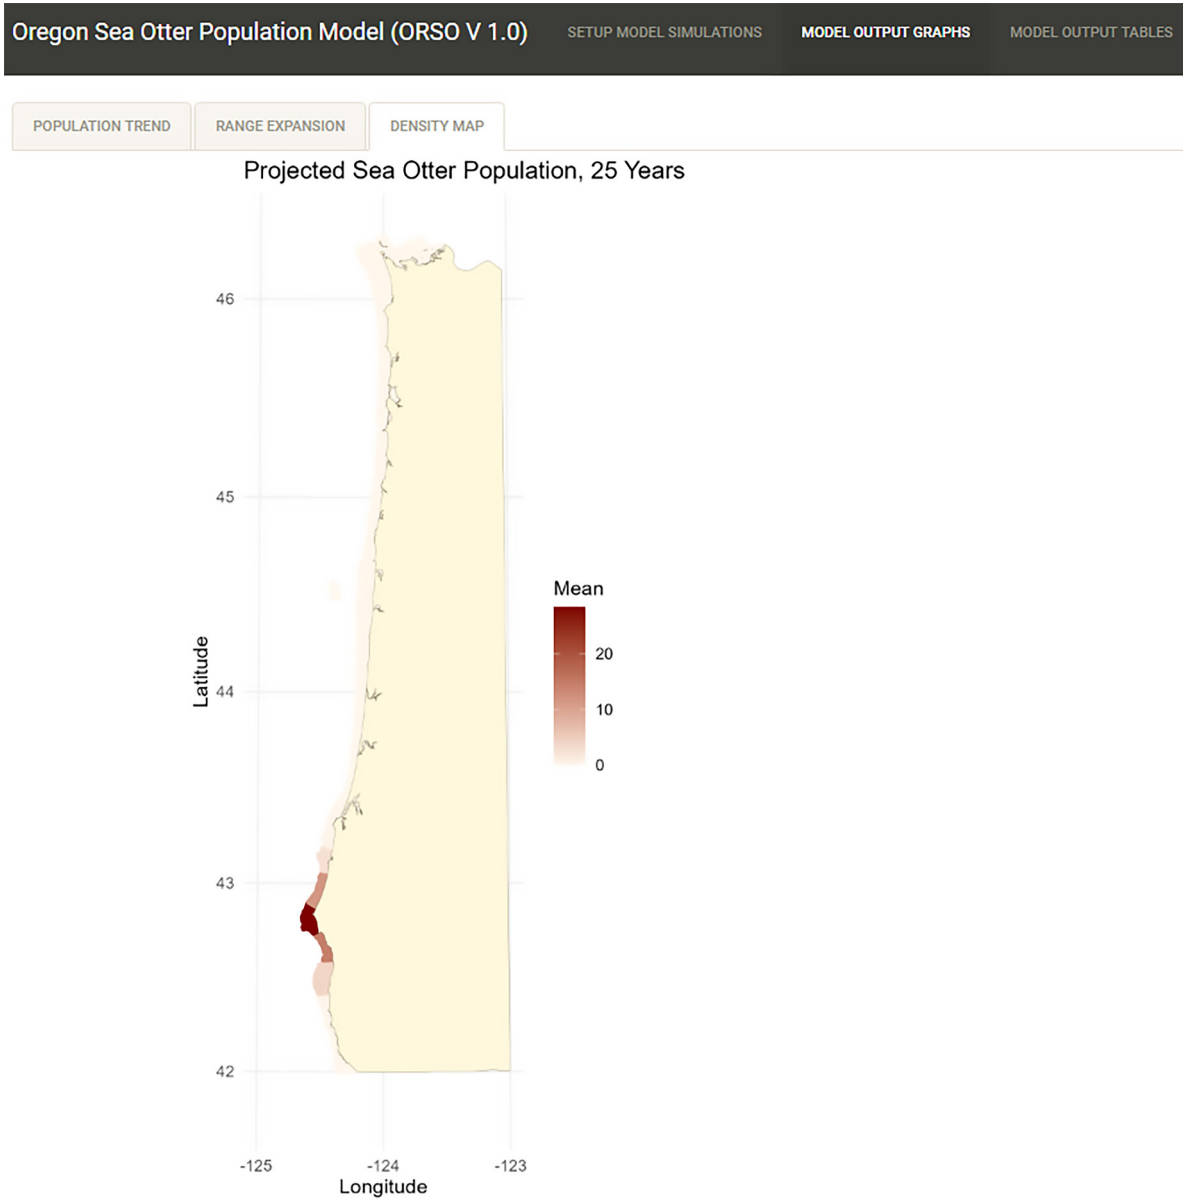 Oregon Sea Otter Population Model (ORSO V 1.0) SETUP MODEL SIMULATIONS MODEL OUTPUT GRAPHS MODEL OUTPUT TABLES
POPULATION TREND RANGE EXPANSION DENSITY MAP
Projected Sea Otter Population, 25 Years
46
45
44
43
42
Latitude
Mean
20
10
0
-125 -124 -123
Longitude